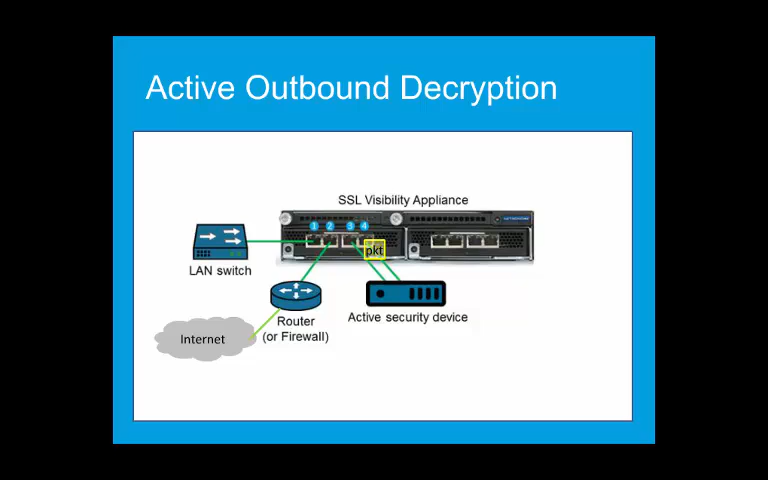 Active Outbound Decryption
SSL Visibility Appliance
1 2 3 4
pkt
LAN switch
Router
(or Firewall)
Active security device
Internet